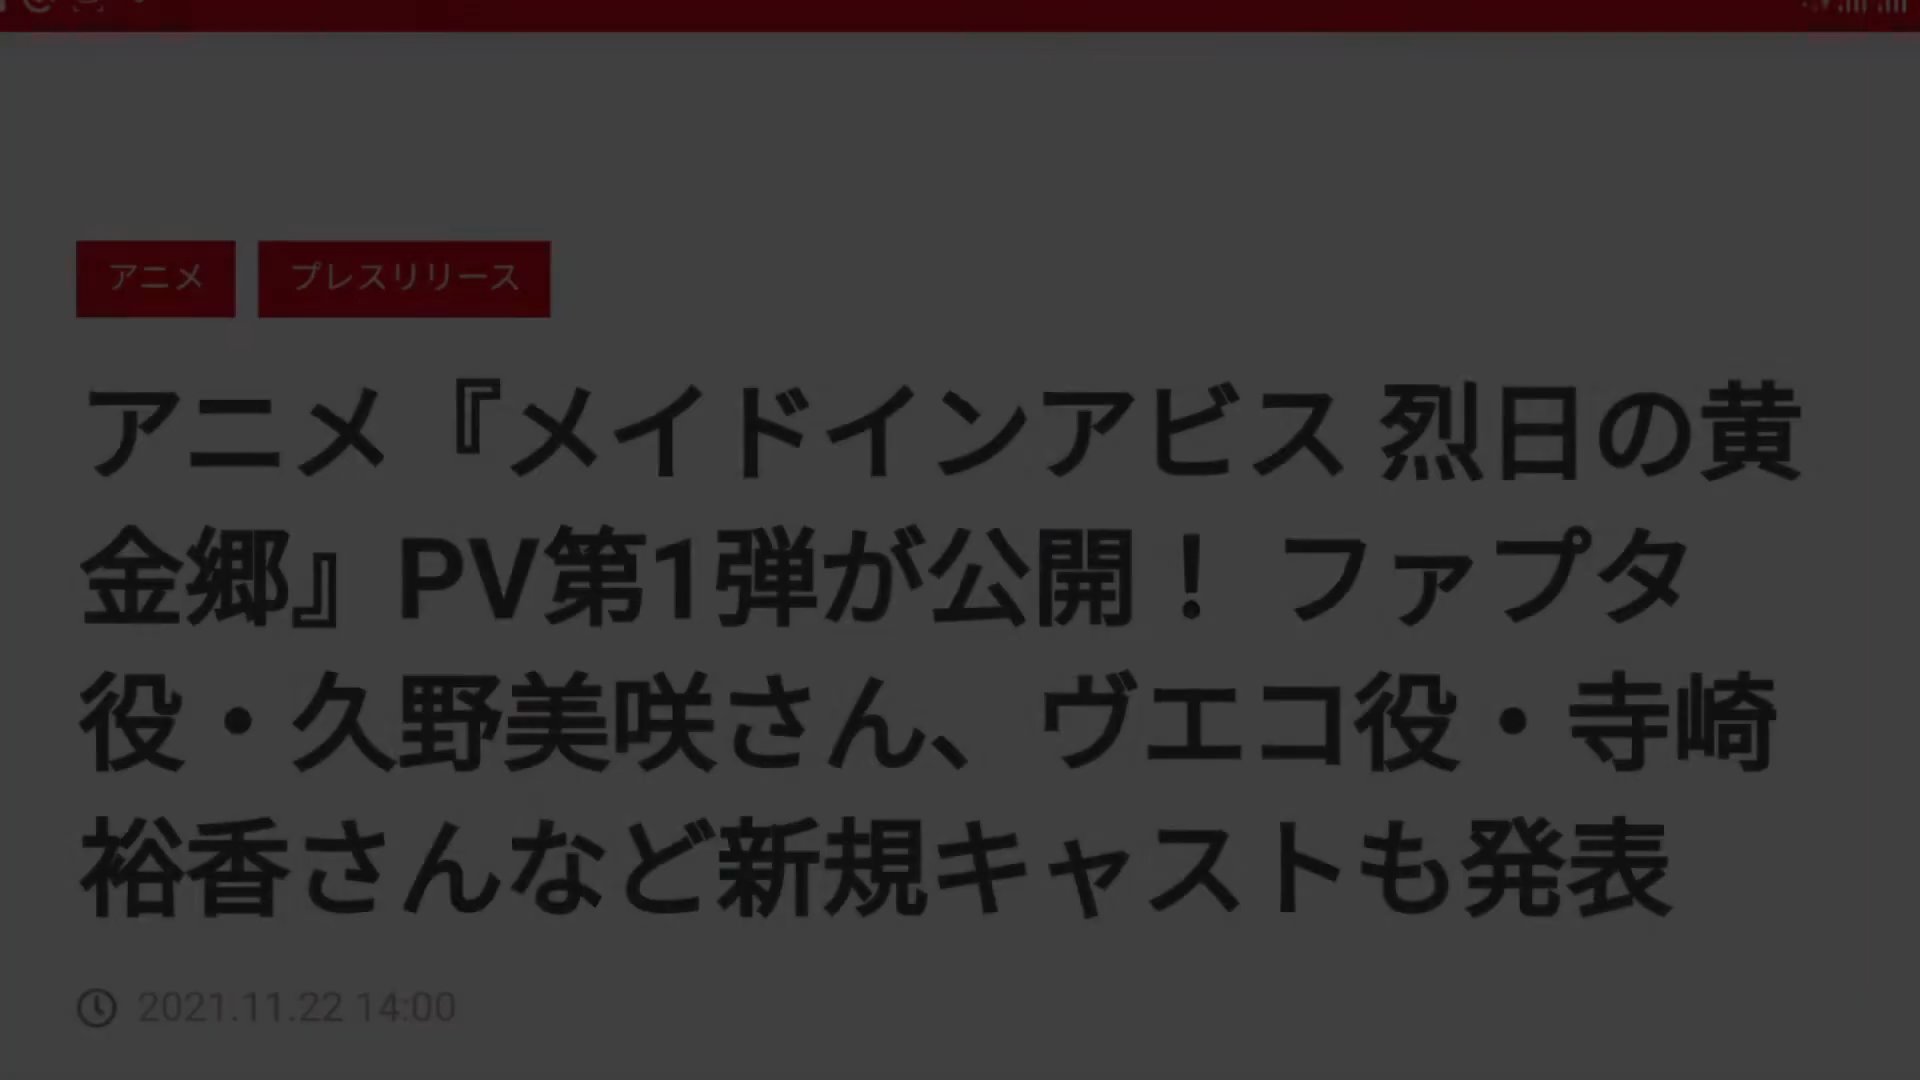 アニメ プレスリリース
アニメ『メイドインアビス 烈日の黄
金郷』PV第1弾が公開！ ファプタ
役・久野美咲さん、ヴエコ役・寺崎
裕香さんなど新規キャストも発表
2021.11.22 14:00